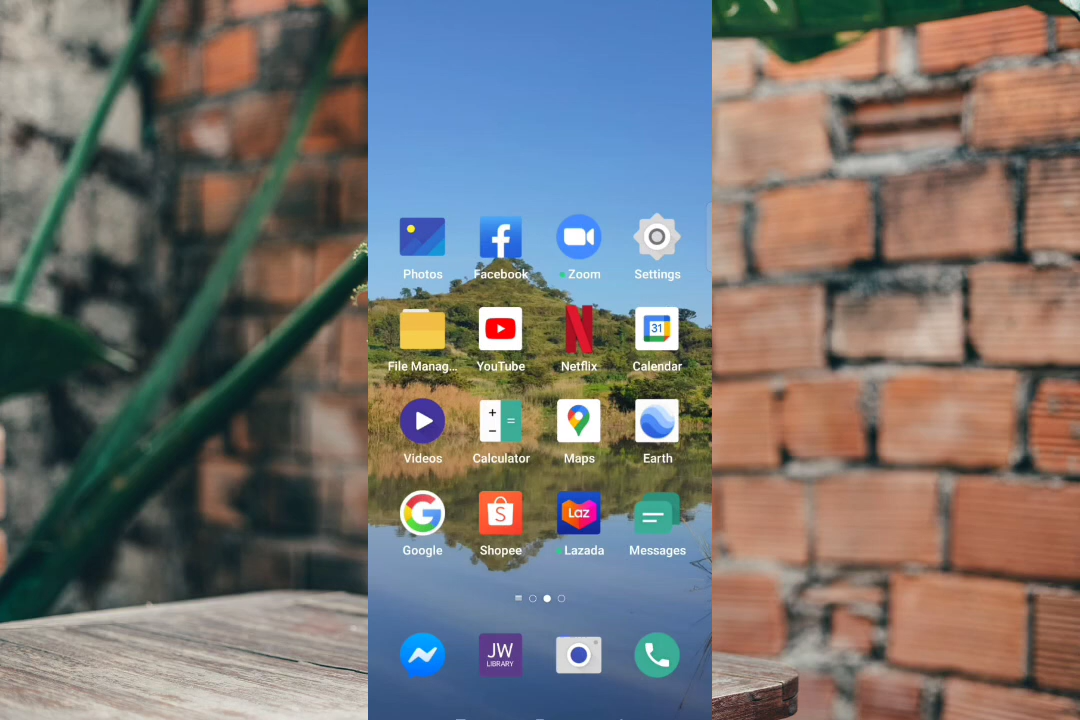 Photos
Facebook
Zoom
Settings
File Manag...
YouTube
Netflix
31
Calendar
Videos
Calculator
Maps
Earth
G
S
Laz
Google
Shopee
Lazada
Messages
JW
LIBRARY